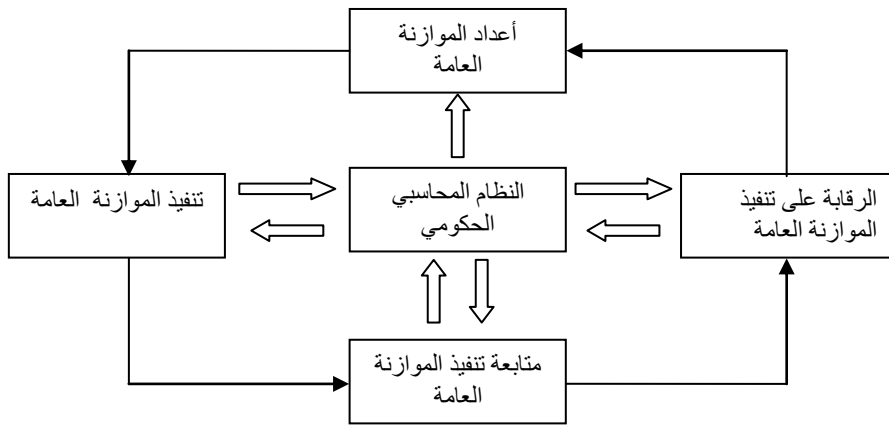 أعداد الموازنة
العامة
الرقابة على تنفيذ
الموازنة العامة
النظام المحاسبي
الحكومي
تنفيذ الموازنة العامة
متابعة تنفيذ الموازنة
العامة